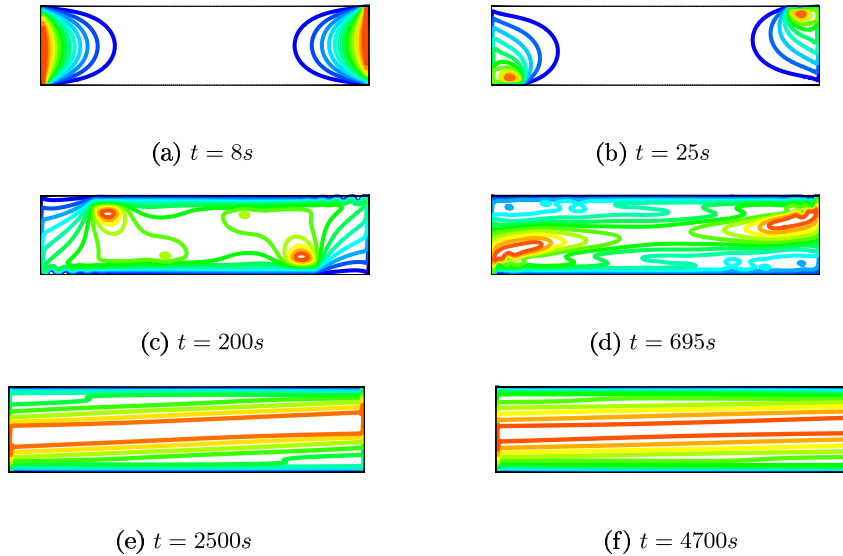 (a) t = 8s
(b) t = 25s
(c) t = 200s
(d) t = 695s
(e) t = 2500s
(f) t = 4700s